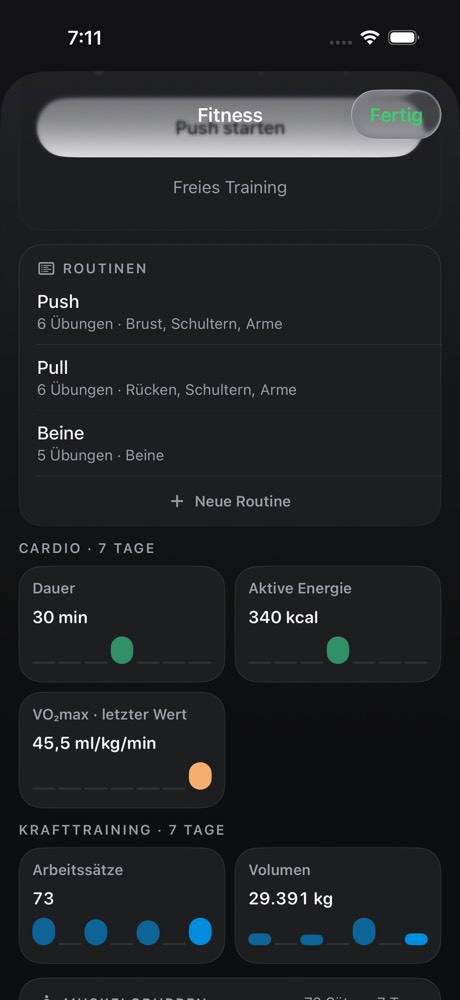 7:11
Fitness
Fertig
Push starten
Freies Training
ROUTINEN
Push
6 Übungen · Brust, Schultern, Arme
Pull
6 Übungen · Rücken, Schultern, Arme
Beine
5 Übungen · Beine
+ Neue Routine
CARDIO · 7 TAGE
Dauer
30 min
Aktive Energie
340 kcal
VO₂max · letzter Wert
45,5 ml/kg/min
KRAFTTRAINING · 7 TAGE
Arbeitssätze
73
Volumen
29.391 kg